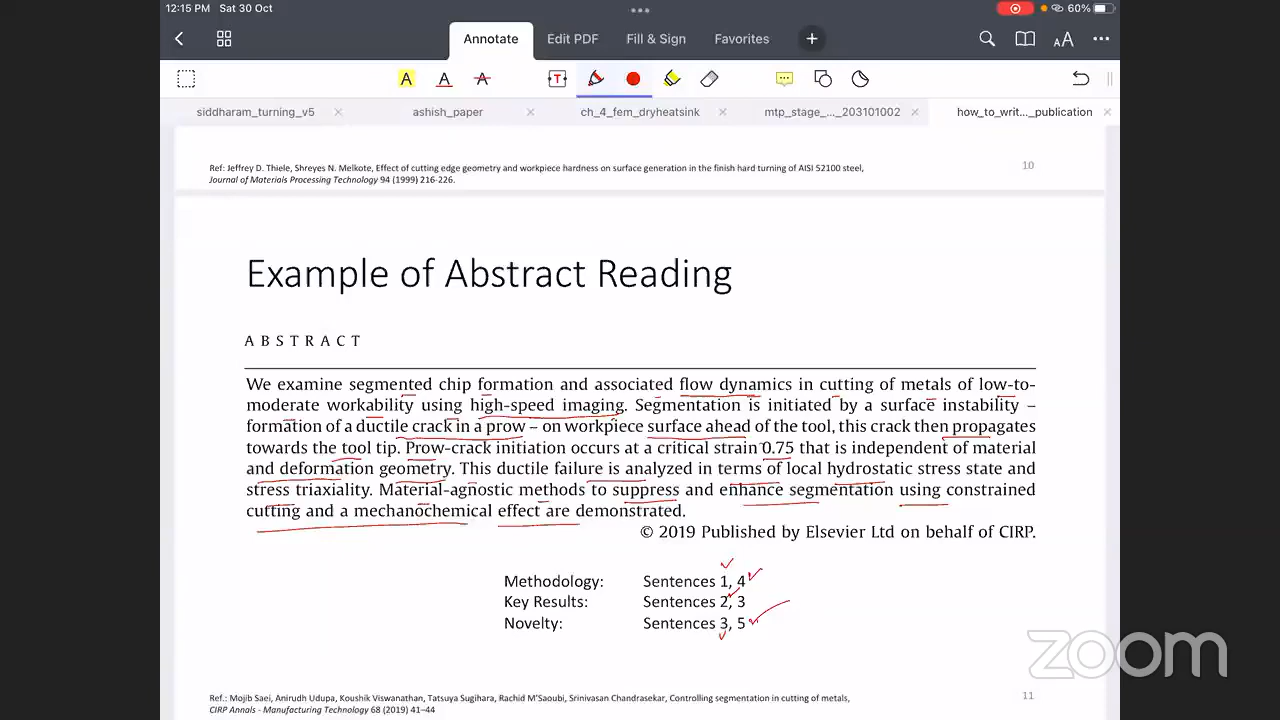 12:15 PM Sat 30 Oct
60%
Annotate Edit PDF Fill & Sign Favorites
siddharam_turning_v5 ashish_paper ch_4_fem_dryheatsink mtp_stage_..._203101002 how_to_writ..._publication
Ref: Jeffrey D. Thiele, Shreyes N. Melkote, Effect of cutting edge geometry and workpiece hardness on surface generation in the finish hard turning of AISI 52100 steel,
Journal of Materials Processing Technology 94 (1999) 216-226.
10
Example of Abstract Reading
ABSTRACT
We examine segmented chip formation and associated flow dynamics in cutting of metals of low-to-
moderate workability using high-speed imaging. Segmentation is initiated by a surface instability –
formation of a ductile crack in a prow – on workpiece surface ahead of the tool, this crack then propagates
towards the tool tip. Prow-crack initiation occurs at a critical strain 0.75 that is independent of material
and deformation geometry. This ductile failure is analyzed in terms of local hydrostatic stress state and
stress triaxiality. Material-agnostic methods to suppress and enhance segmentation using constrained
cutting and a mechanochemical effect are demonstrated.
© 2019 Published by Elsevier Ltd on behalf of CIRP.
Methodology: Sentences 1, 4
Key Results: Sentences 2, 3
Novelty: Sentences 3, 5
zoom
Ref.: Mojib Saei, Anirudh Udupa, Koushik Viswanathan, Tatsuya Sugihara, Rachid M'Saoubi, Srinivasan Chandrasekar, Controlling segmentation in cutting of metals,
CIRP Annals - Manufacturing Technology 68 (2019) 41–44
11